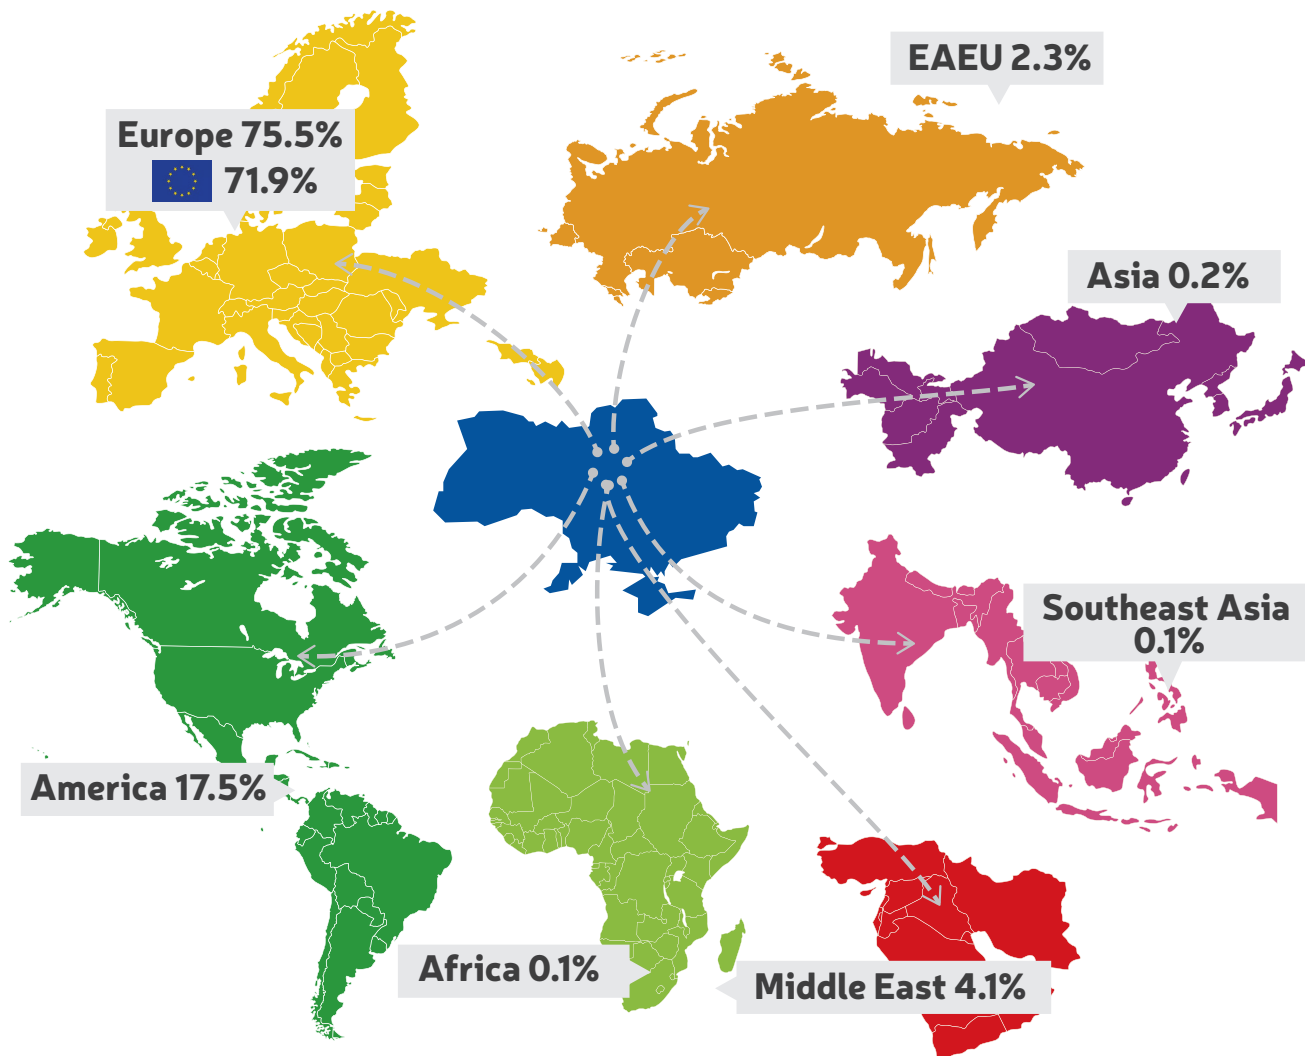 EAEU 2.3%
Europe 75.5%
71.9%
Asia 0.2%
Southeast Asia
0.1%
America 17.5%
Africa 0.1%
Middle East 4.1%